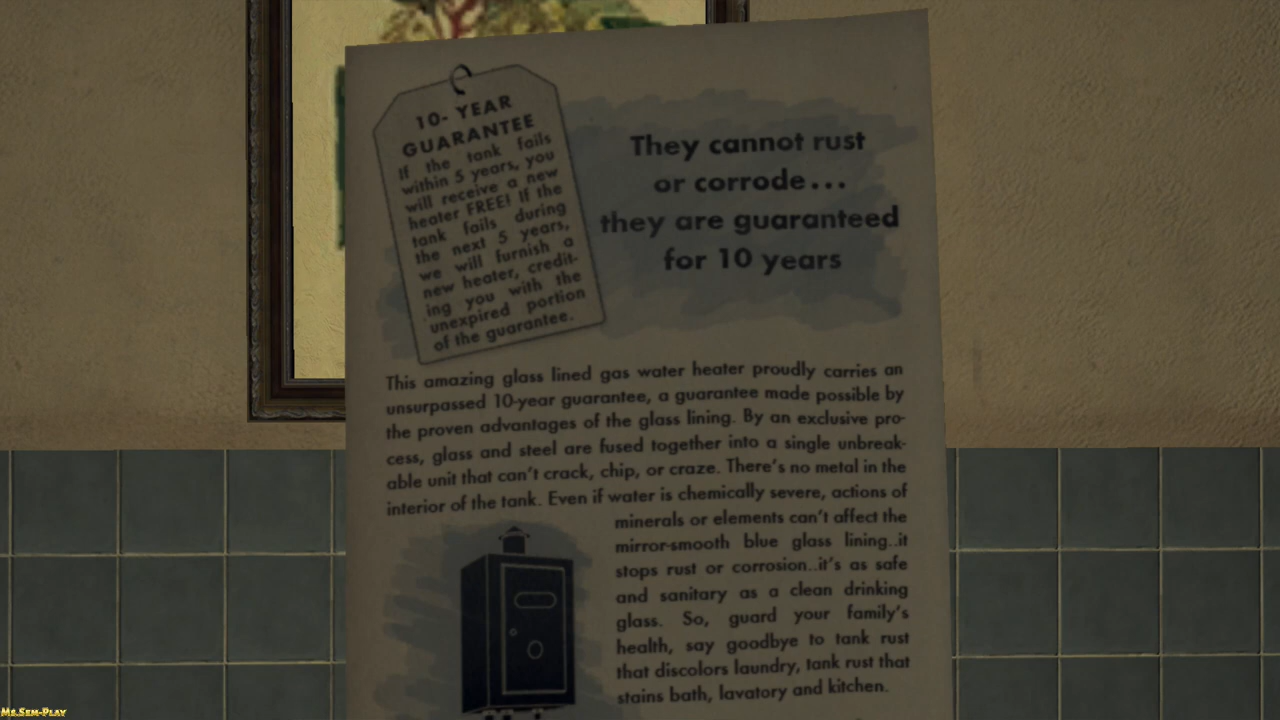 10- YEAR
GUARANTEE
If the tank fails
within 5 years, you
will receive a new
heater FREE! If the
tank fails during
the next 5 years,
we will furnish a
new heater, credit-
ing you with the
unexpired portion
of the guarantee.
They cannot rust
or corrode...
they are guaranteed
for 10 years
This amazing glass lined gas water heater proudly carries an
unsurpassed 10-year guarantee, a guarantee made possible by
the proven advantages of the glass lining. By an exclusive pro-
cess, glass and steel are fused together into a single unbreak-
able unit that can't crack, chip, or craze. There's no metal in the
interior of the tank. Even if water is chemically severe, actions of
minerals or elements can't affect the
mirror-smooth blue glass lining..it
stops rust or corrosion..it's as safe
and sanitary as a clean drinking
glass. So, guard your family's
health, say goodbye to tank rust
that discolors laundry, tank rust that
stains bath, lavatory and kitchen.
Ms.Sem-Play